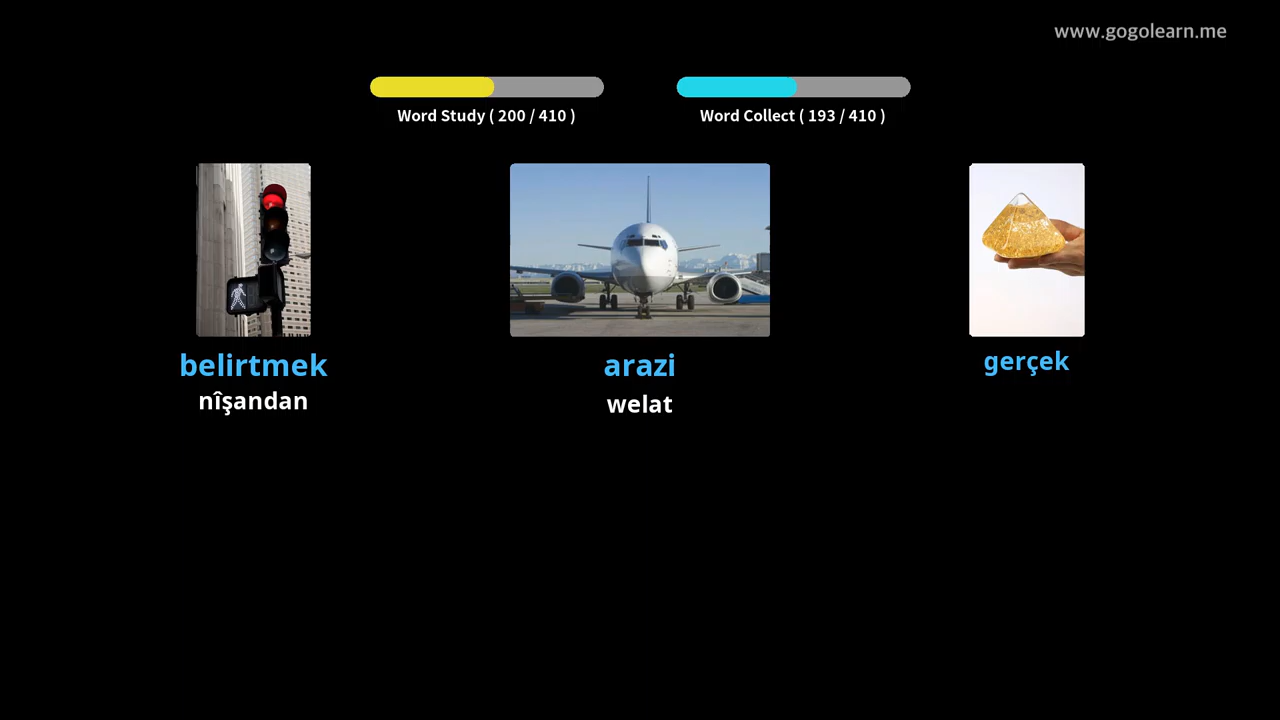 www.gogolearn.me
Word Study ( 200 / 410 )
Word Collect ( 193 / 410 )
belirtmek
nîşandan
arazi
welat
gerçek